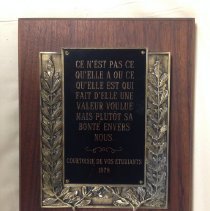 CE N'EST PAS CE
QU'ELLE A OU CE
QU'ELLE EST QUI
FAIT D'ELLE UNE
VALEUR VOULUE
MAIS PLUTÔT SA
BONTÉ ENVERS
NOUS
COURTOISIE DE VOS ÉTUDIANTS
1979